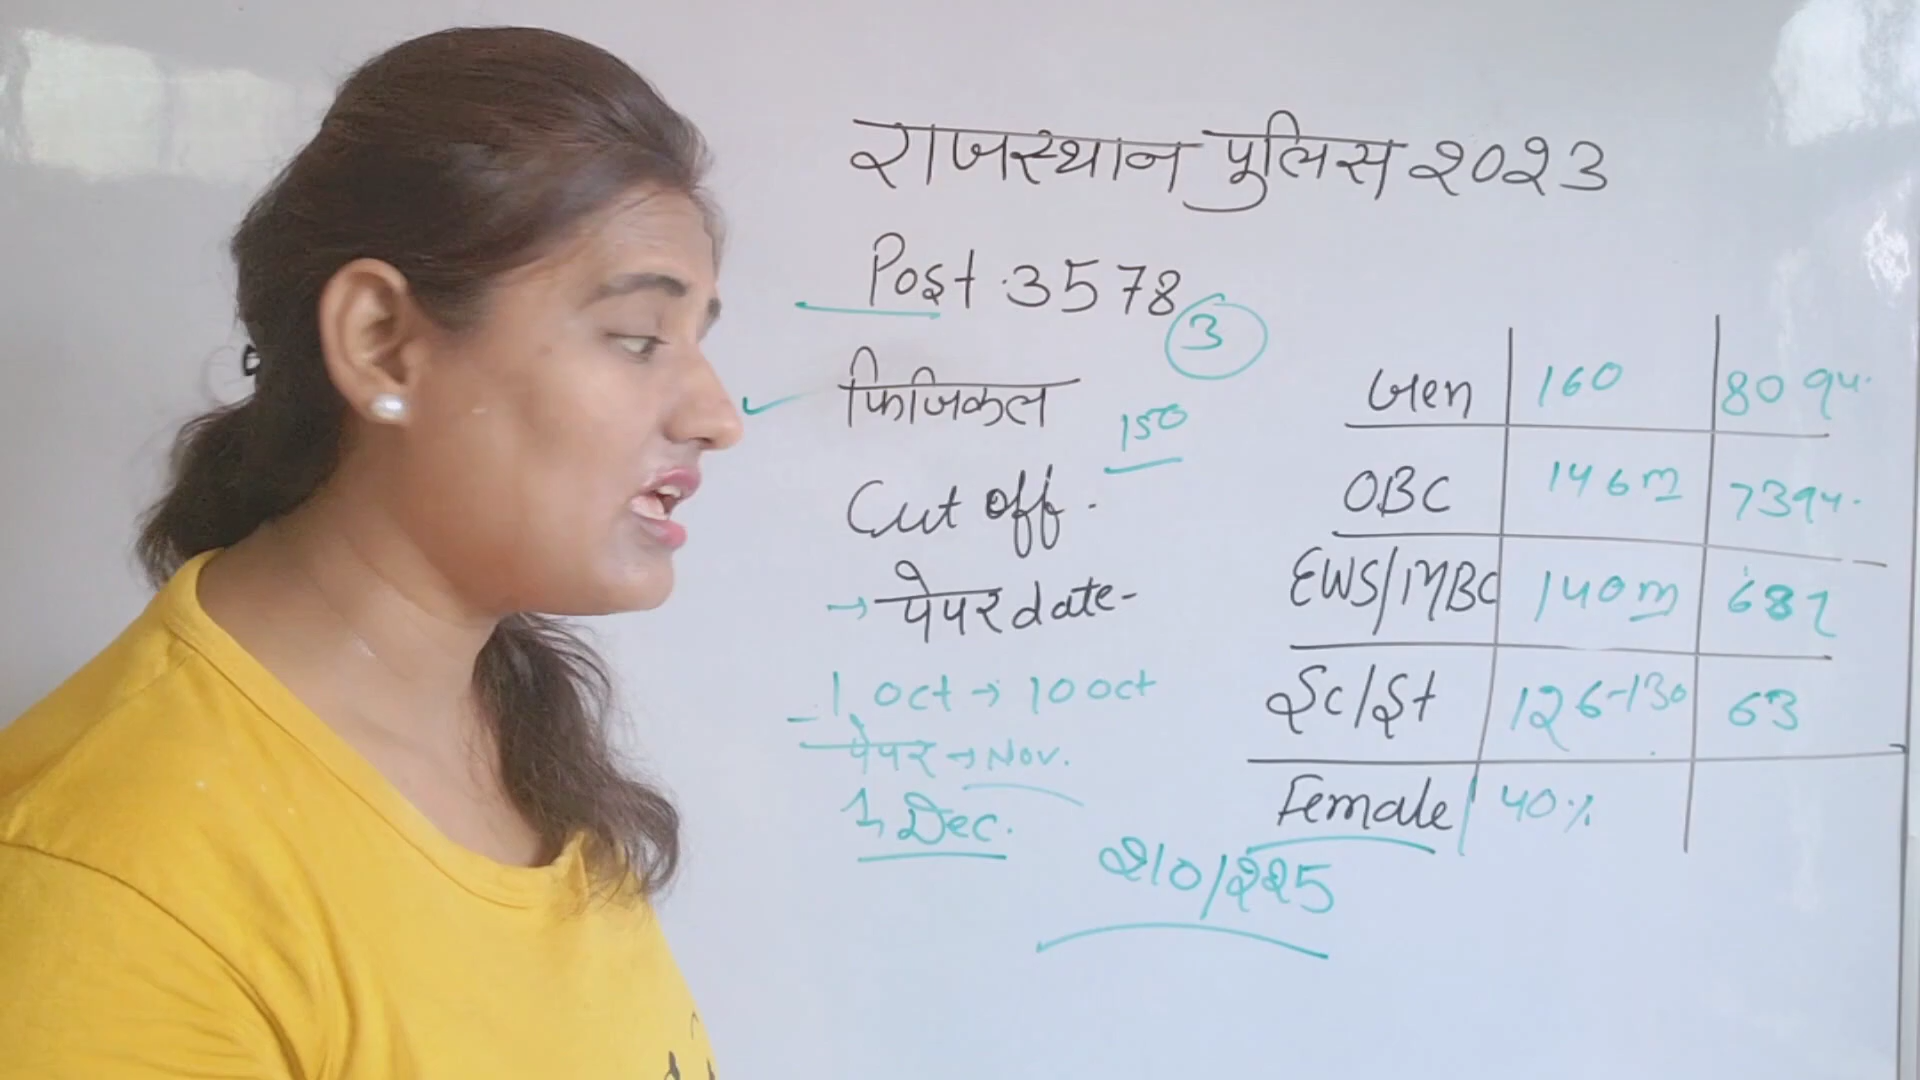 राजस्थान पुलिस २०२३
Post 3578
3
फिजिकल
150
Cut off -
→ पेपर date -
1 Oct → 10 Oct
पेपर → Nov.
1 Dec.
210/225
Gen 160 80 प्र.
OBC 146 m 73 प्र.
EWS/MBC 140 m 68
Sc/St 126-130 63
Female 40%